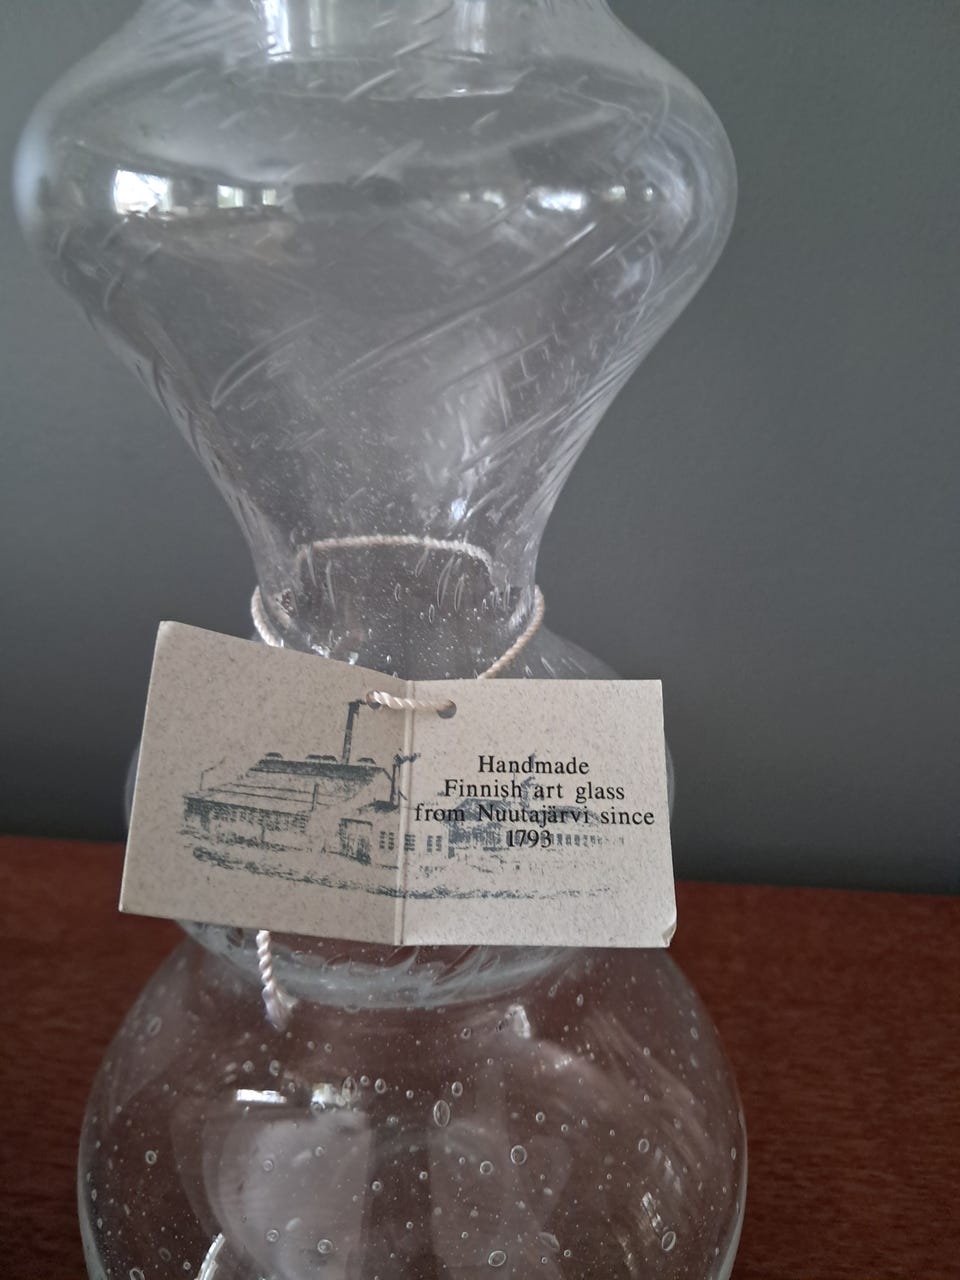 Handmade
Finnish art glass
from Nuutajärvi since
1793